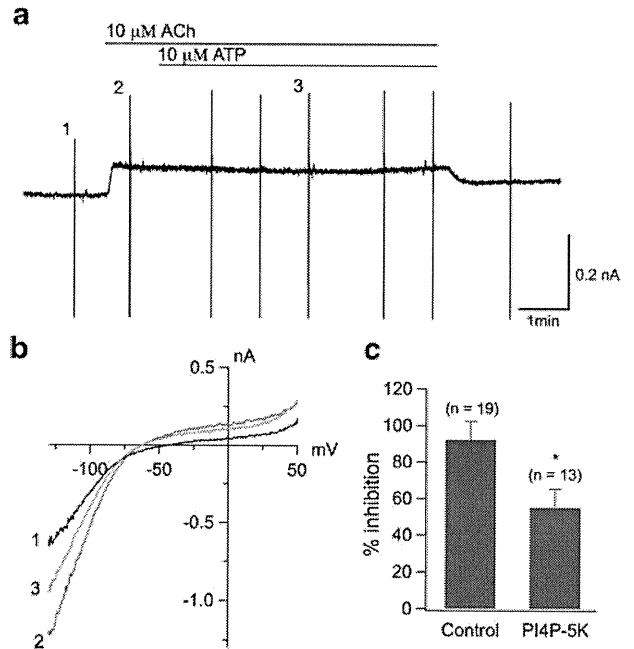 a
10 µM ACh
10 µM ATP
1
2
3
0.2 nA
1min
b
0.5
nA
mV
-100
-50
50
-0.5
-1.0
1
3
2
c
120
100
80
60
40
20
0
% inhibition
(n = 19)
*
(n = 13)
Control
PI4P-5K